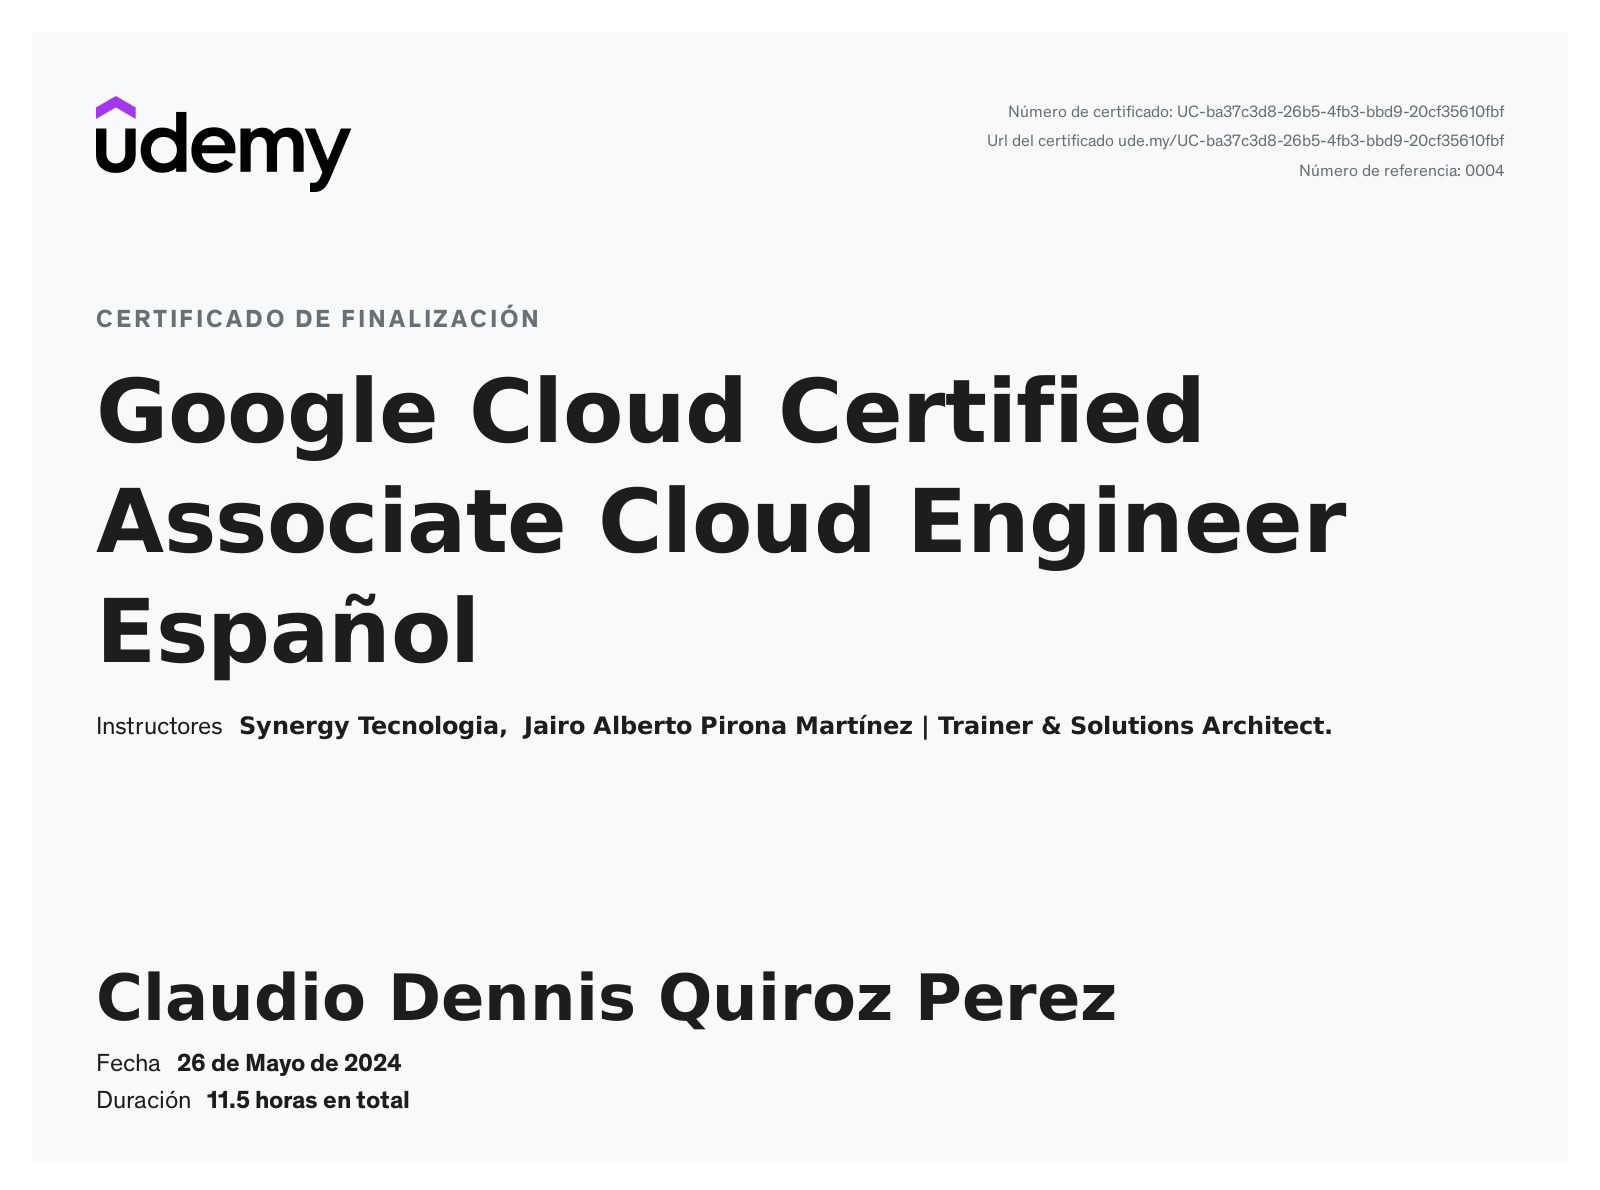 udemy
Número de certificado: UC-ba37c3d8-26b5-4fb3-bbd9-20cf35610fbf
Url del certificado ude.my/UC-ba37c3d8-26b5-4fb3-bbd9-20cf35610fbf
Número de referencia: 0004
CERTIFICADO DE FINALIZACIÓN
Google Cloud Certified
Associate Cloud Engineer
Español
Instructores Synergy Tecnologia, Jairo Alberto Pirona Martínez | Trainer & Solutions Architect.
Claudio Dennis Quiroz Perez
Fecha 26 de Mayo de 2024
Duración 11.5 horas en total